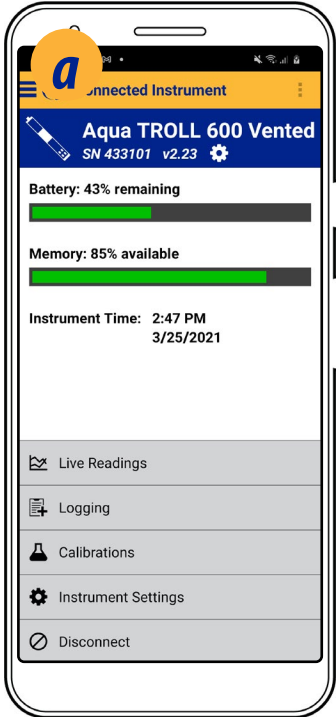 a
nnected Instrument
Aqua TROLL 600 Vented
SN 433101 v2.23
Battery: 43% remaining
Memory: 85% available
Instrument Time: 2:47 PM
3/25/2021
Live Readings
Logging
Calibrations
Instrument Settings
Disconnect